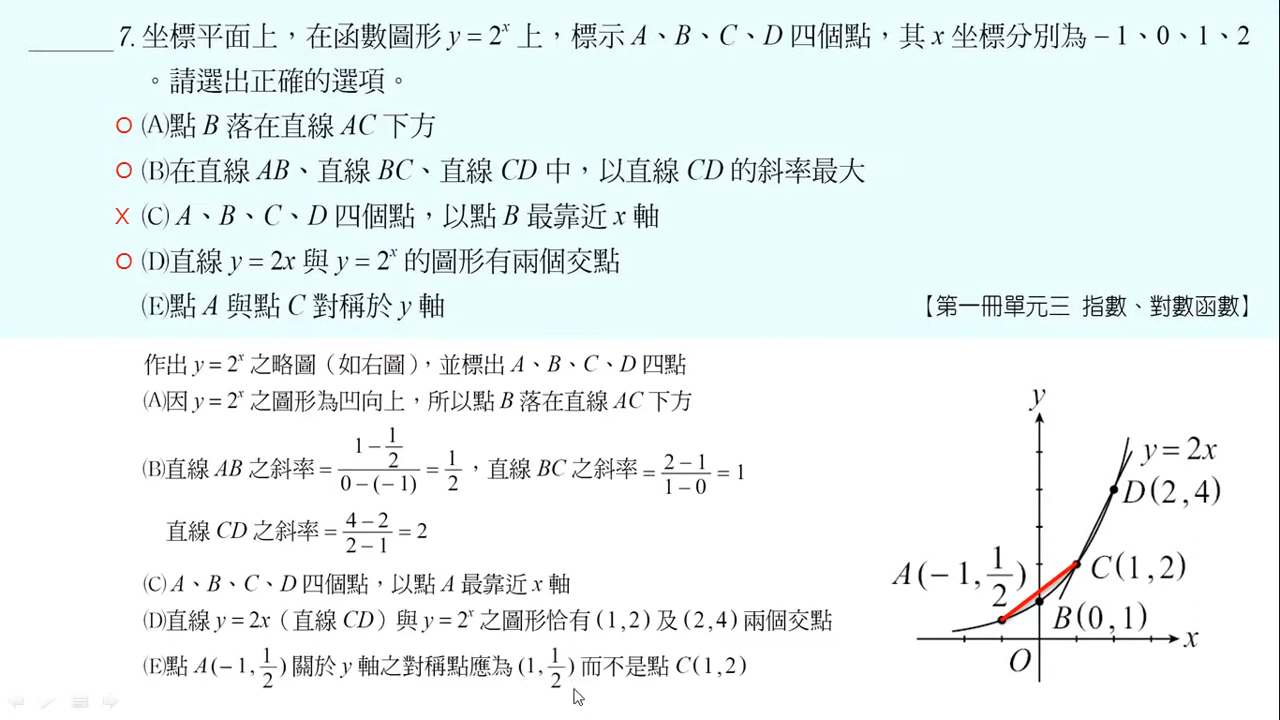 ______7. 坐標平面上，在函數圖形 y = 2^x 上，標示 A、B、C、D 四個點，其 x 坐標分別為 −1、0、1、2
。請選出正確的選項。
O (A)點 B 落在直線 AC 下方
O (B)在直線 AB、直線 BC、直線 CD 中，以直線 CD 的斜率最大
X (C) A、B、C、D 四個點，以點 B 最靠近 x 軸
O (D)直線 y = 2x 與 y = 2^x 的圖形有兩個交點
(E)點 A 與點 C 對稱於 y 軸 【第一冊單元三 指數、對數函數】
作出 y = 2^x 之略圖（如右圖），並標出 A、B、C、D 四點
(A)因 y = 2^x 之圖形為凹向上，所以點 B 落在直線 AC 下方
(B)直線 AB 之斜率 = (1 − 1/2)/(0 − (−1)) = 1/2，直線 BC 之斜率 = (2 − 1)/(1 − 0) = 1
直線 CD 之斜率 = (4 − 2)/(2 − 1) = 2
(C) A、B、C、D 四個點，以點 A 最靠近 x 軸
(D)直線 y = 2x（直線 CD）與 y = 2^x 之圖形恰有 (1 , 2) 及 (2 , 4) 兩個交點
(E)點 A(−1 , 1/2) 關於 y 軸之對稱點應為 (1 , 1/2) 而不是點 C(1 , 2)
y
y = 2x
D(2 , 4)
C(1 , 2)
A(−1 , 1/2)
B(0 , 1)
x
O